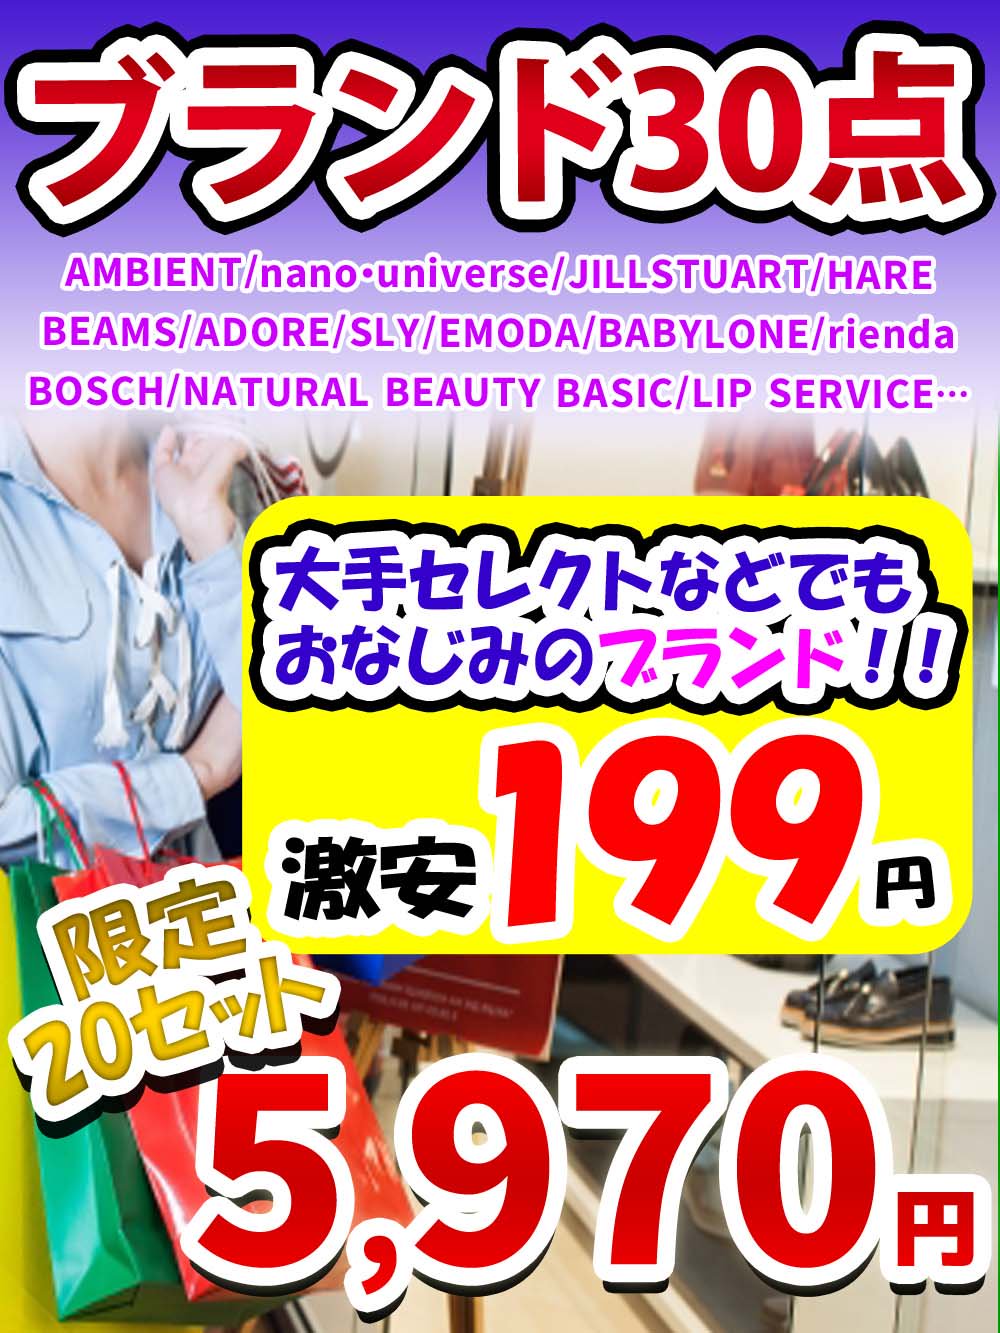 ブランド30点
AMBIENT/nano・universe/JILLSTUART/HARE
BEAMS/ADORE/SLY/EMODA/BABYLONE/rienda
BOSCH/NATURAL BEAUTY BASIC/LIP SERVICE…
大手セレクトなどでも
おなじみのブランド！！
激安199円
限定
20セット
5,970円